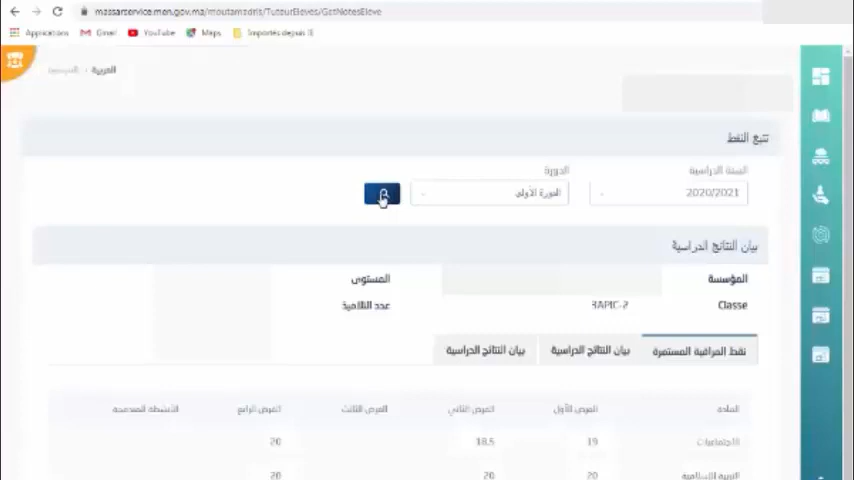 massarservice.men.gov.ma/moutamadris/TuteurEleves/GetNotesEleve
Applications Gmail YouTube Maps Importés depuis IE
العربية
تتبع النقط
السنة الدراسية الدورة
2020/2021 الدورة الأولى
بيان النتائج الدراسية
المؤسسة المستوى
Classe 3APIC-2 عدد التلاميذ
نقط المراقبة المستمرة بيان النتائج الدراسية بيان النتائج الدراسية
المادة الفرض الأول الفرض الثاني الفرض الثالث الفرض الرابع الأنشطة المندمجة
الاجتماعيات 19 18.5 20
التربية الإسلامية 20 20 20